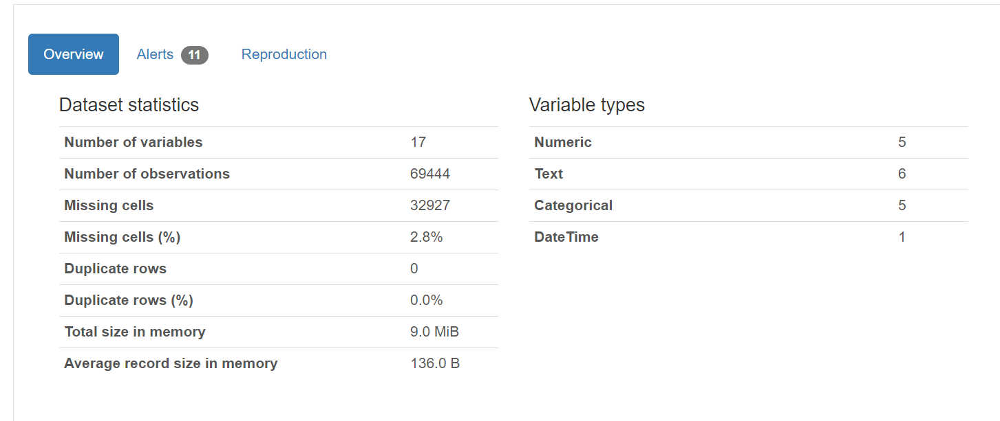 Overview Alerts 11 Reproduction
Dataset statistics
Number of variables 17
Number of observations 69444
Missing cells 32927
Missing cells (%) 2.8%
Duplicate rows 0
Duplicate rows (%) 0.0%
Total size in memory 9.0 MiB
Average record size in memory 136.0 B
Variable types
Numeric 5
Text 6
Categorical 5
DateTime 1